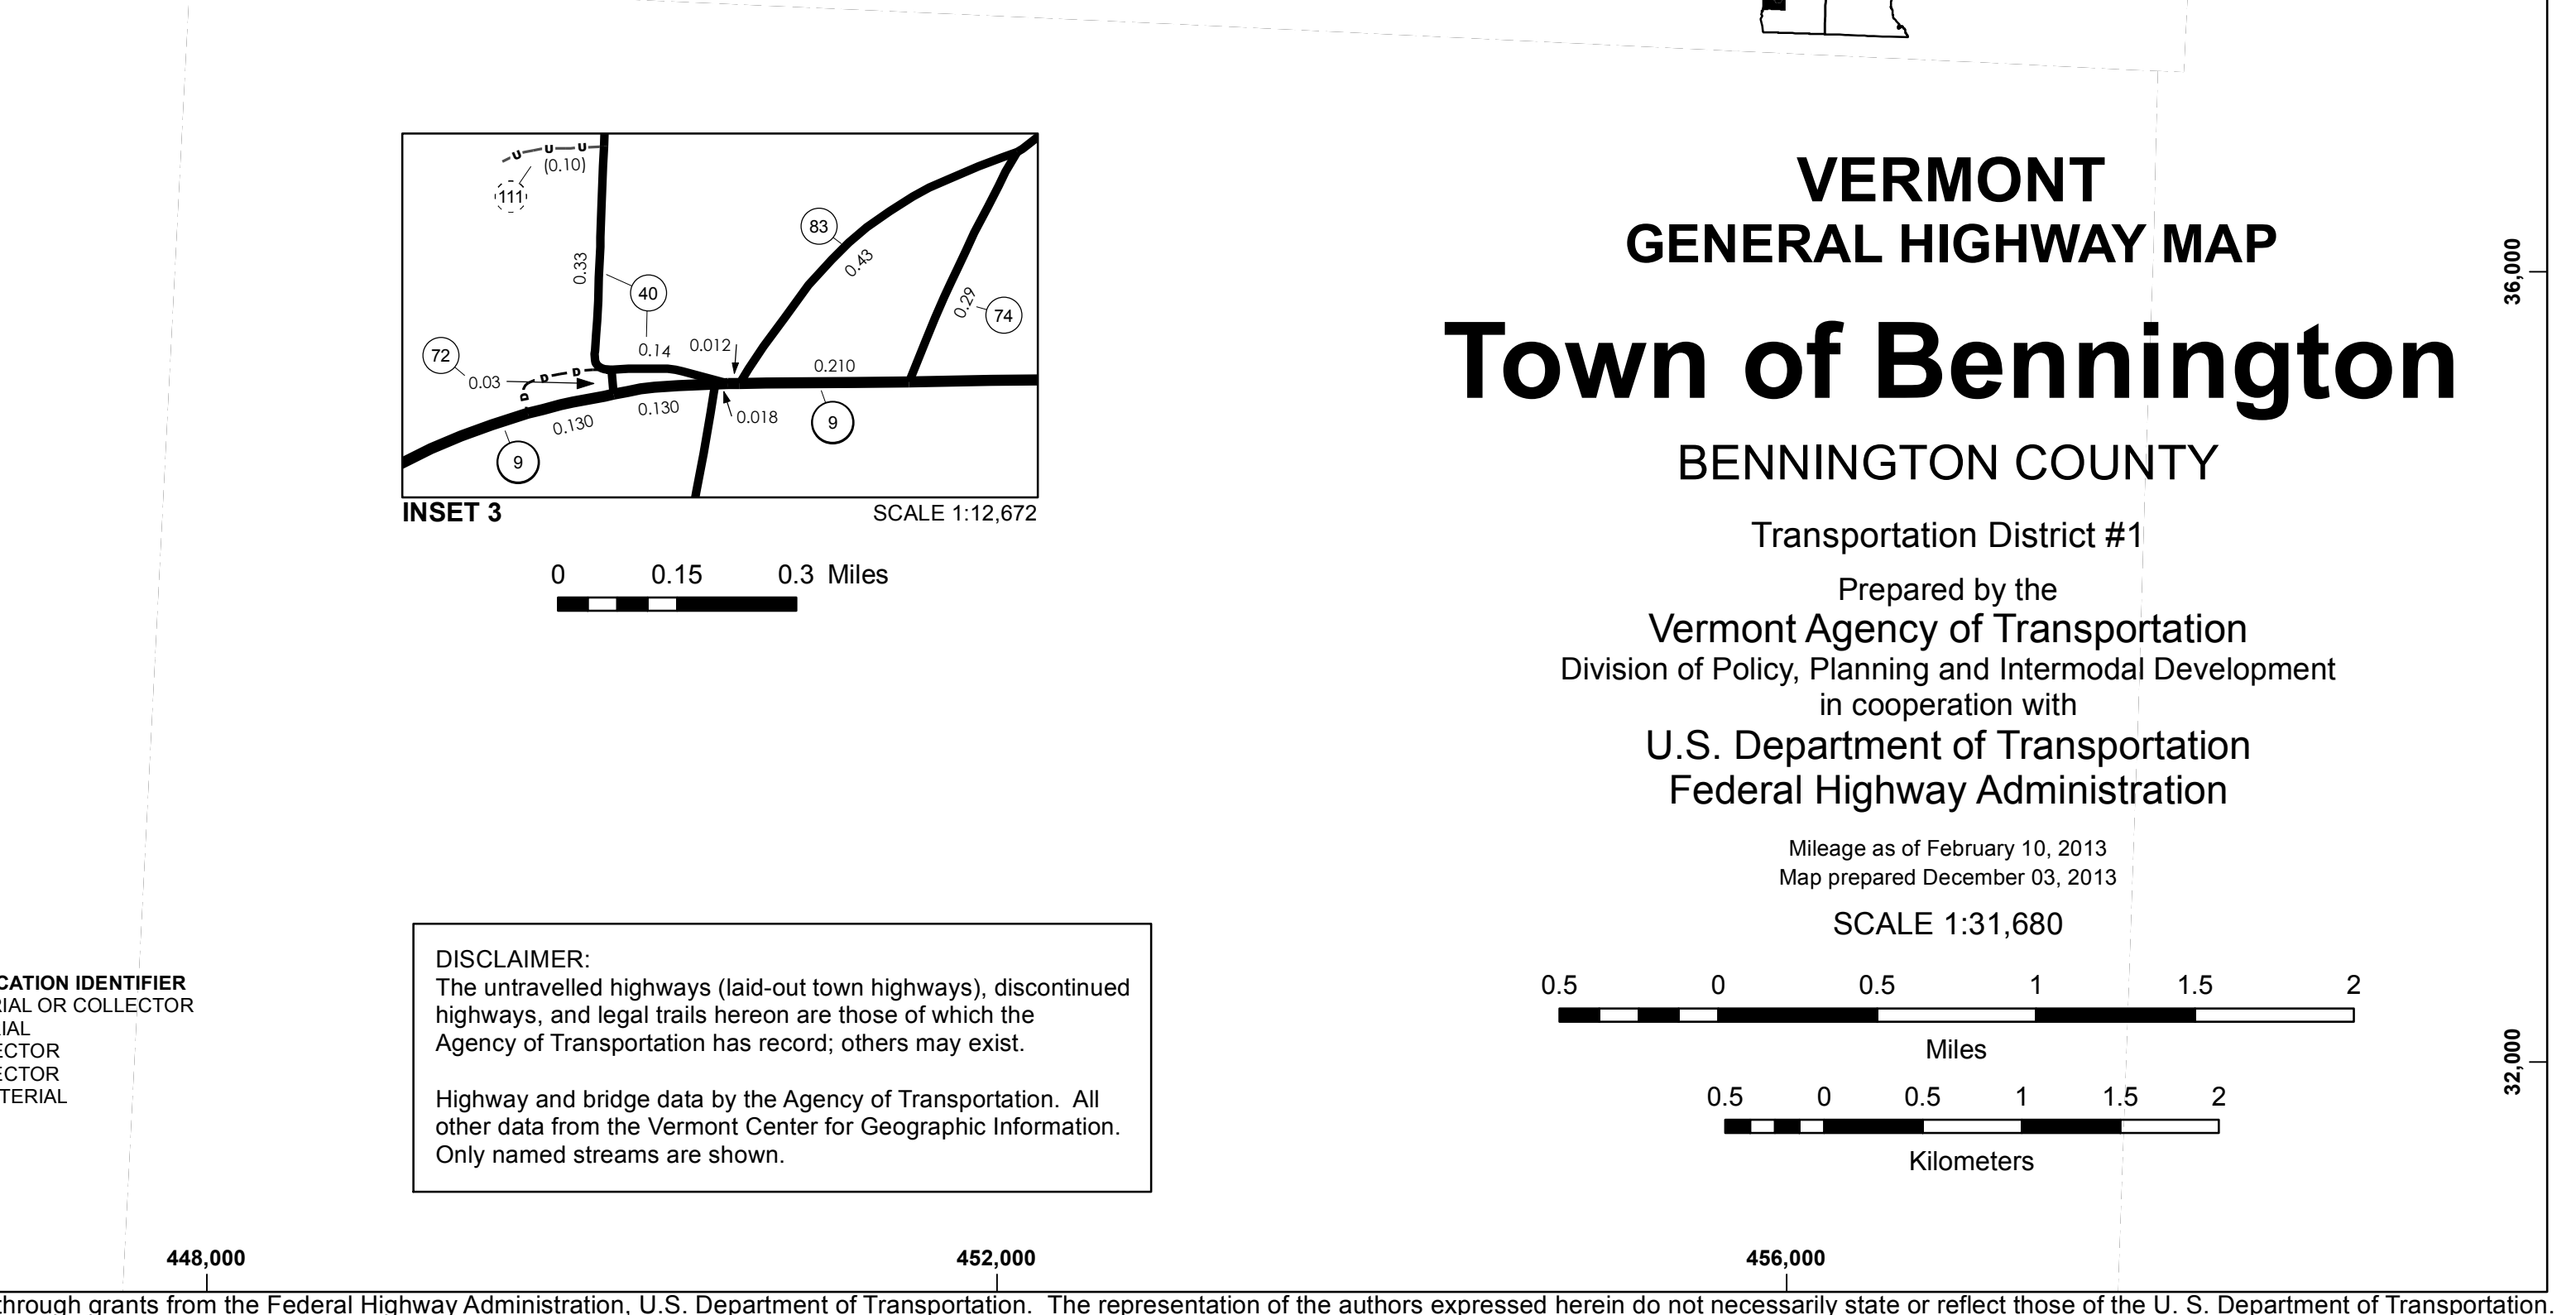 U U U
(0.10)
111
83
0.33
0.43
40
0.29
74
72
0.14
0.012
0.210
0.03
D D D
0.130
0.130
0.018
9
9
INSET 3
SCALE 1:12,672
0 0.15 0.3 Miles
VERMONT
GENERAL HIGHWAY MAP
Town of Bennington
BENNINGTON COUNTY
Transportation District #1
Prepared by the
Vermont Agency of Transportation
Division of Policy, Planning and Intermodal Development
in cooperation with
U.S. Department of Transportation
Federal Highway Administration
Mileage as of February 10, 2013
Map prepared December 03, 2013
SCALE 1:31,680
0.5 0 0.5 1 1.5 2
Miles
0.5 0 0.5 1 1.5 2
Kilometers
36,000
32,000
DISCLAIMER:
The untravelled highways (laid-out town highways), discontinued
highways, and legal trails hereon are those of which the
Agency of Transportation has record; others may exist.
Highway and bridge data by the Agency of Transportation. All
other data from the Vermont Center for Geographic Information.
Only named streams are shown.
CATION IDENTIFIER
RIAL OR COLLECTOR
IAL
ECTOR
ECTOR
TERIAL
448,000
452,000
456,000
through grants from the Federal Highway Administration, U.S. Department of Transportation. The representation of the authors expressed herein do not necessarily state or reflect those of the U. S. Department of Transportation.